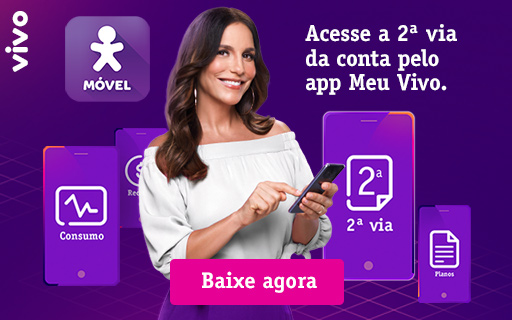 vivo
MÓVEL
Acesse a 2ª via
da conta pelo
app Meu Vivo.
Consumo
2ª
2ª via
Planos
Baixe agora